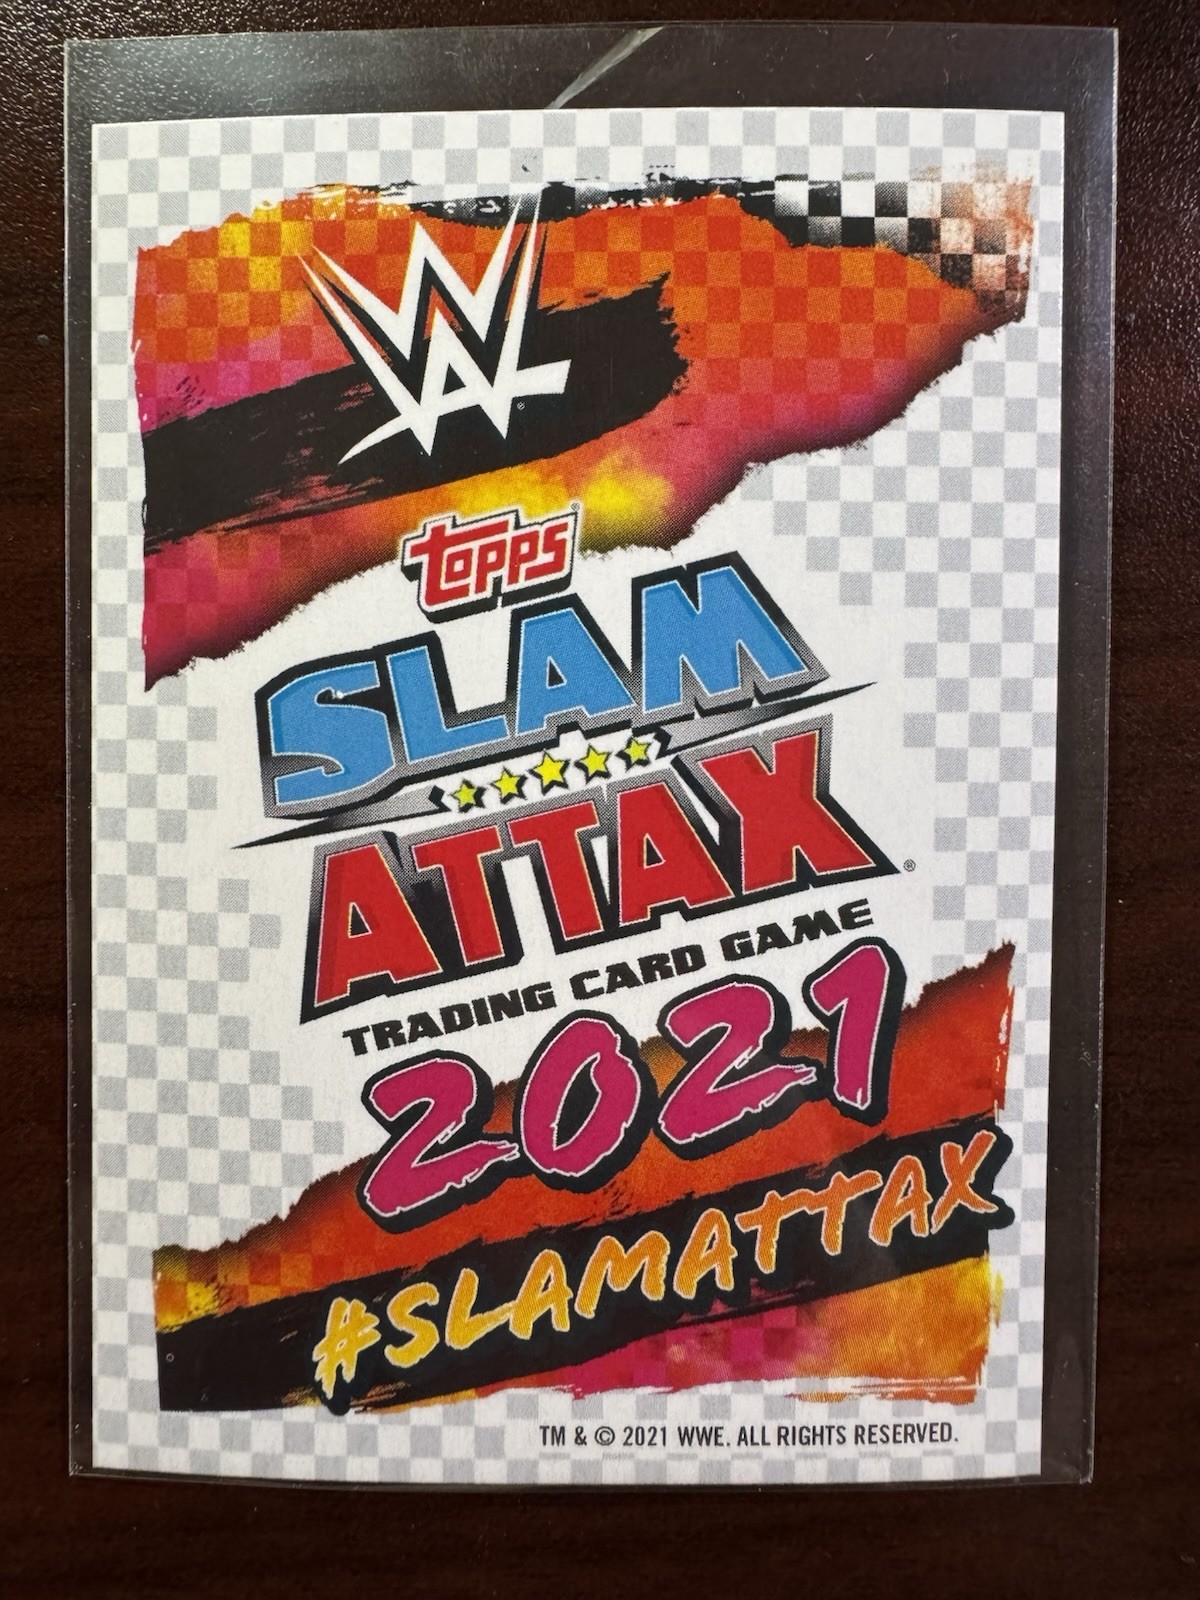 W
TOPPS
SLAM
ATTAX
TRADING CARD GAME
2021
#SLAMATTAX
TM & © 2021 WWE. ALL RIGHTS RESERVED.